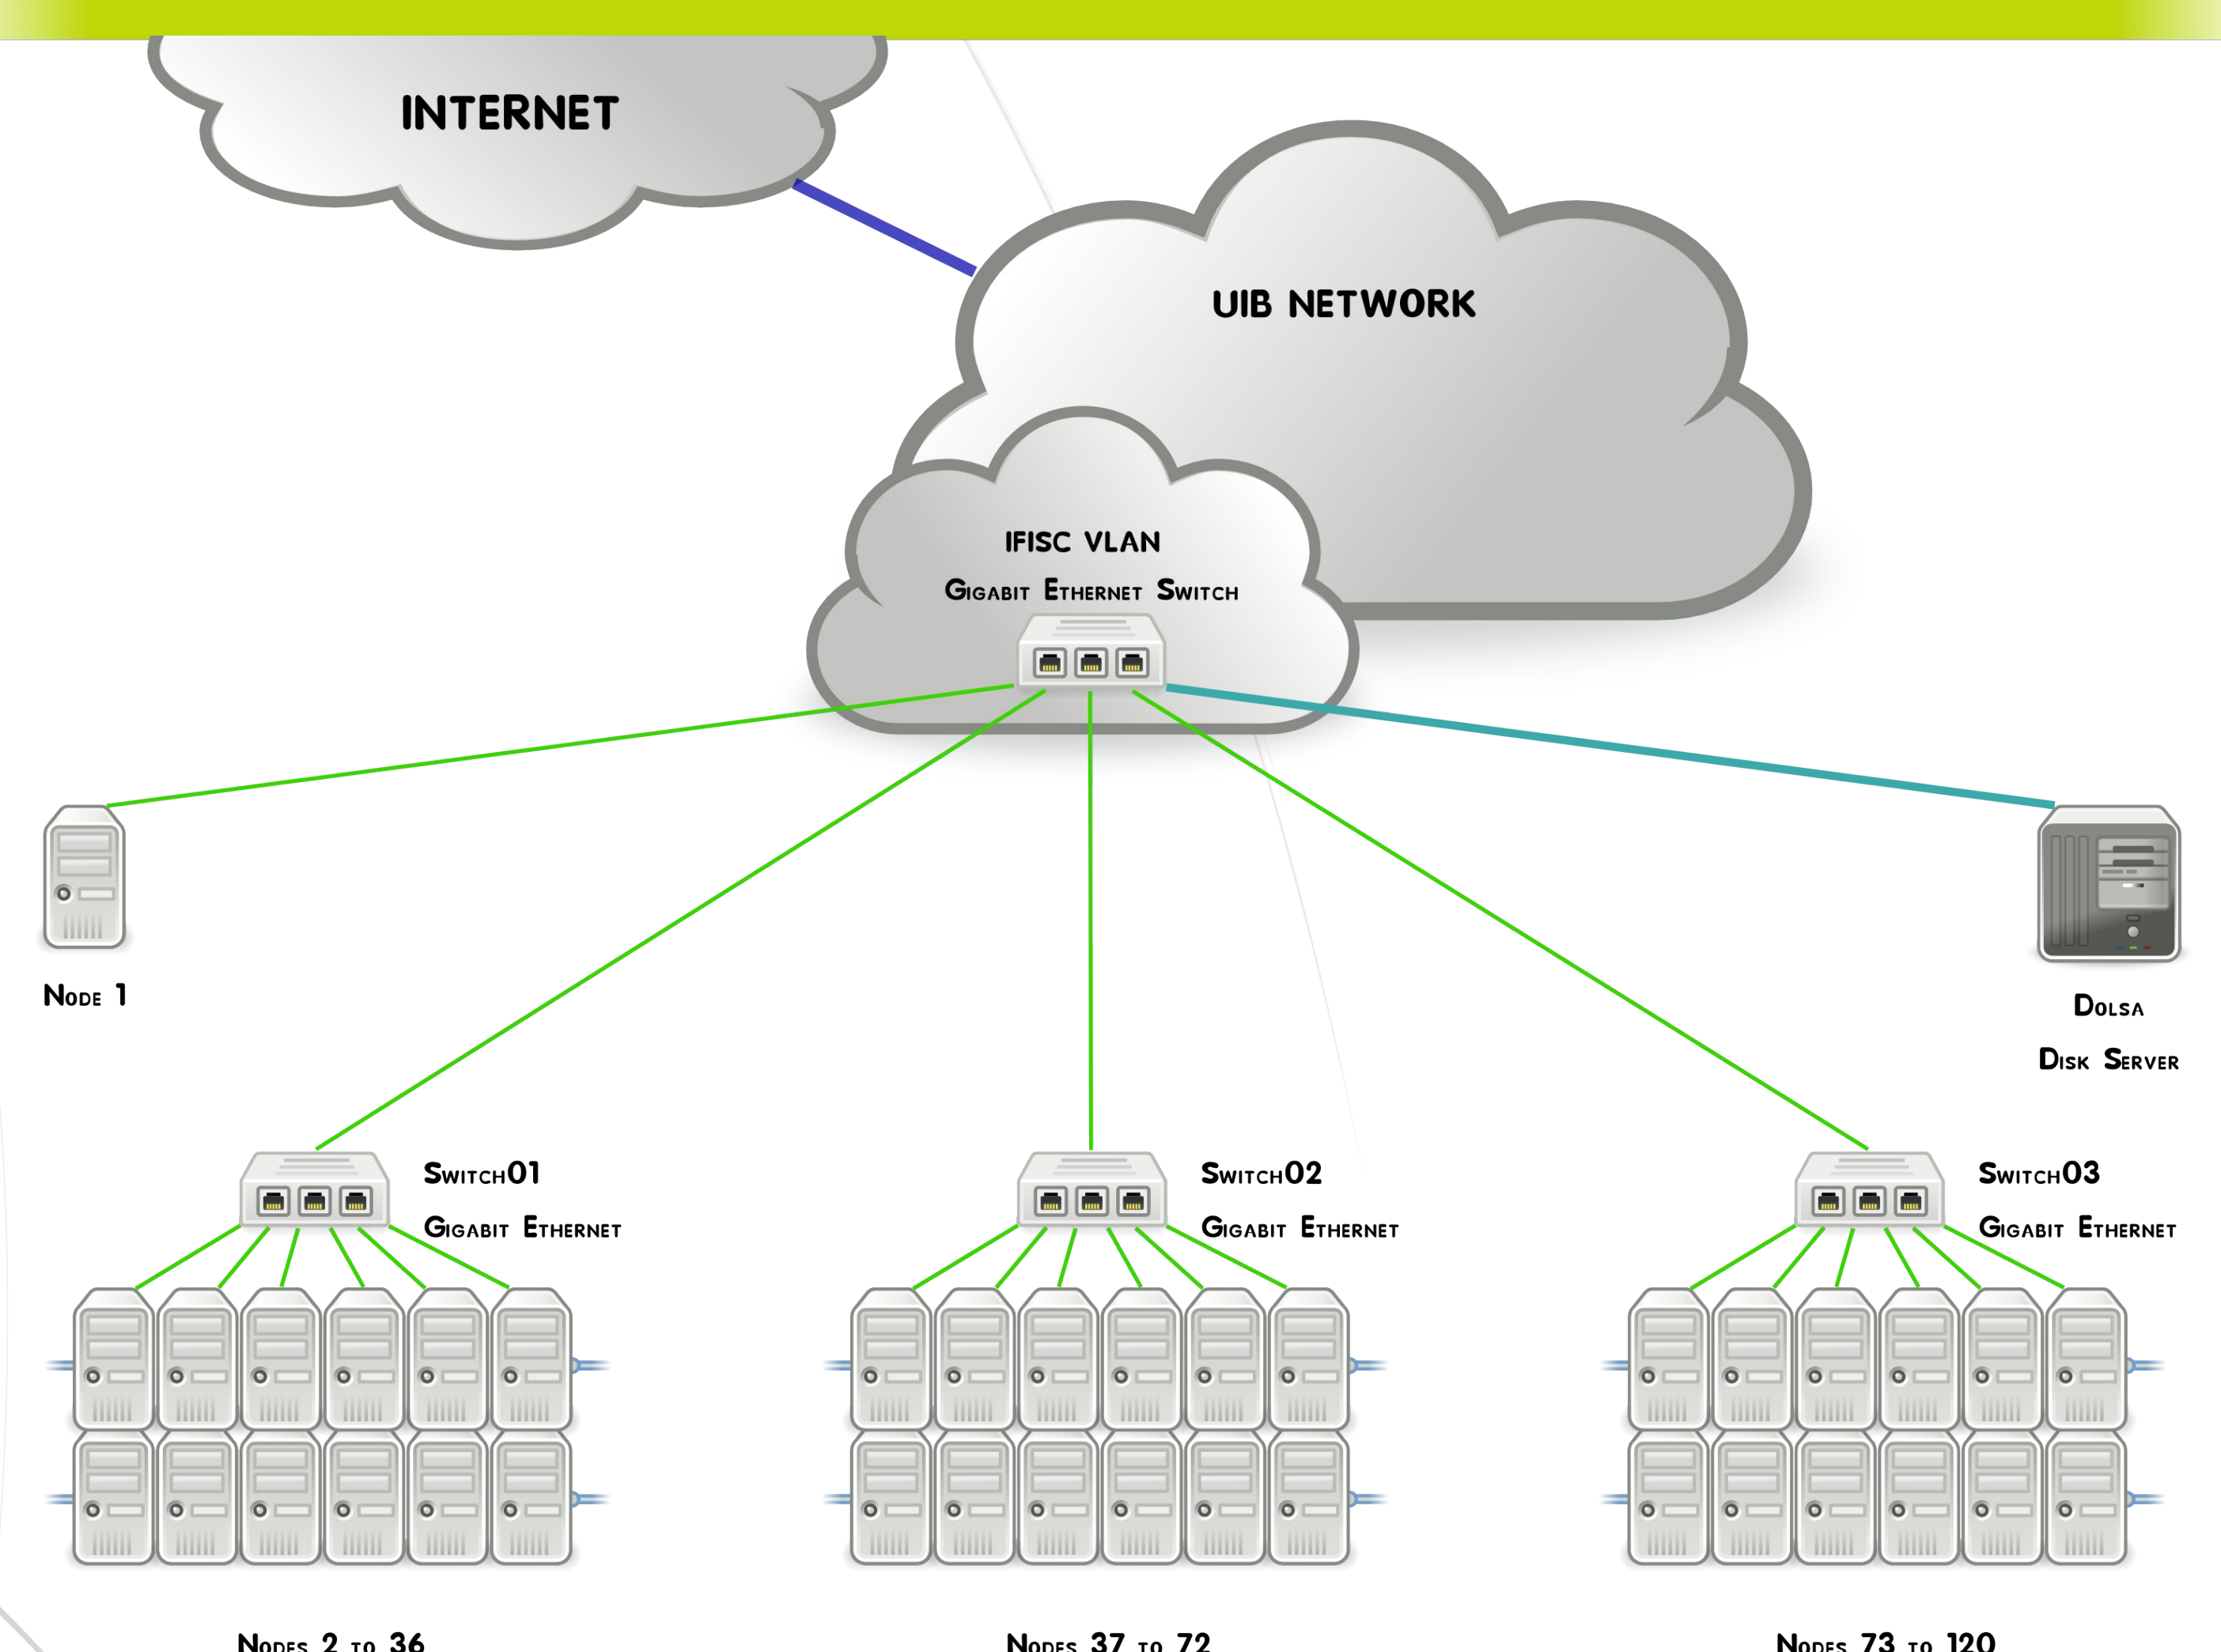 INTERNET
UIB NETWORK
IFISC VLAN
Gigabit Ethernet Switch
Node 1
Dolsa
Disk Server
Switch01
Gigabit Ethernet
Switch02
Gigabit Ethernet
Switch03
Gigabit Ethernet
Nodes 2 to 36
Nodes 37 to 72
Nodes 73 to 120